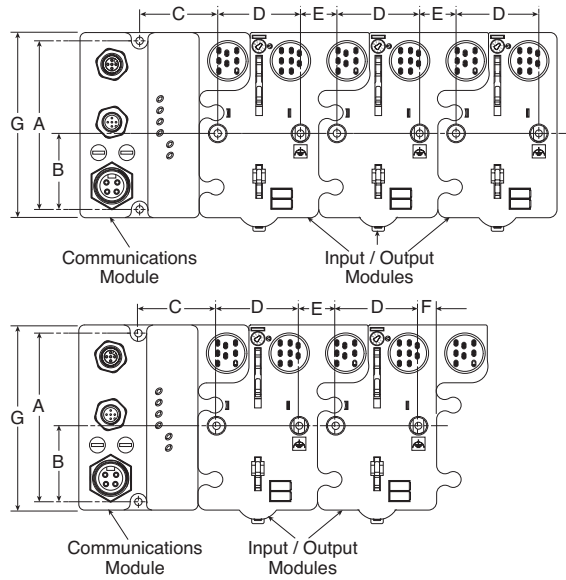 C D E D E D
G A
B
Communications
Module
Input / Output
Modules
C D E D F
G A
B
Communications
Module
Input / Output
Modules